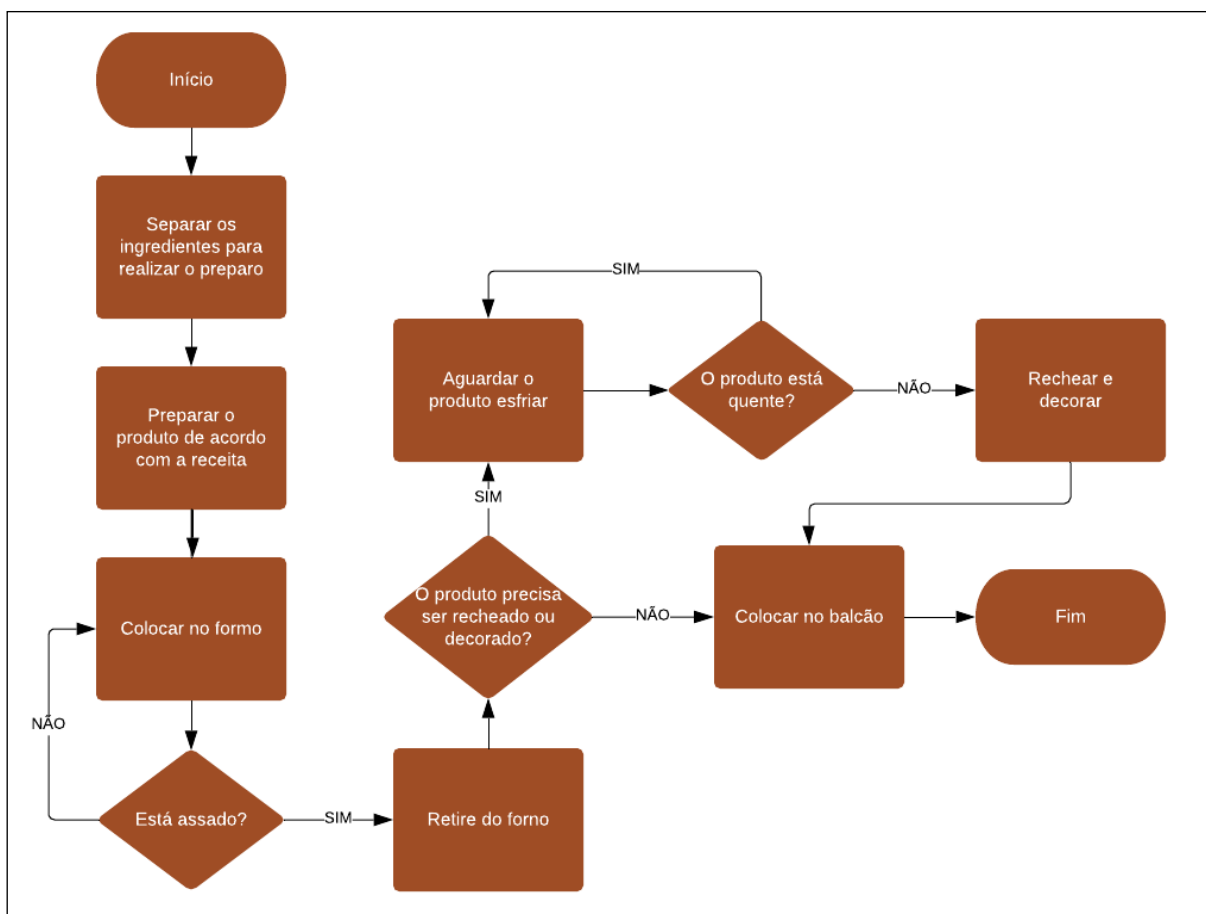 Início
Separar os
ingredientes para
realizar o preparo
Preparar o
produto de acordo
com a receita
Colocar no formo
NÃO
Está assado?
SIM
Retire do forno
O produto precisa
ser recheado ou
decorado?
SIM
Aguardar o
produto esfriar
SIM
O produto está
quente?
NÃO
Rechear e
decorar
NÃO
Colocar no balcão
Fim